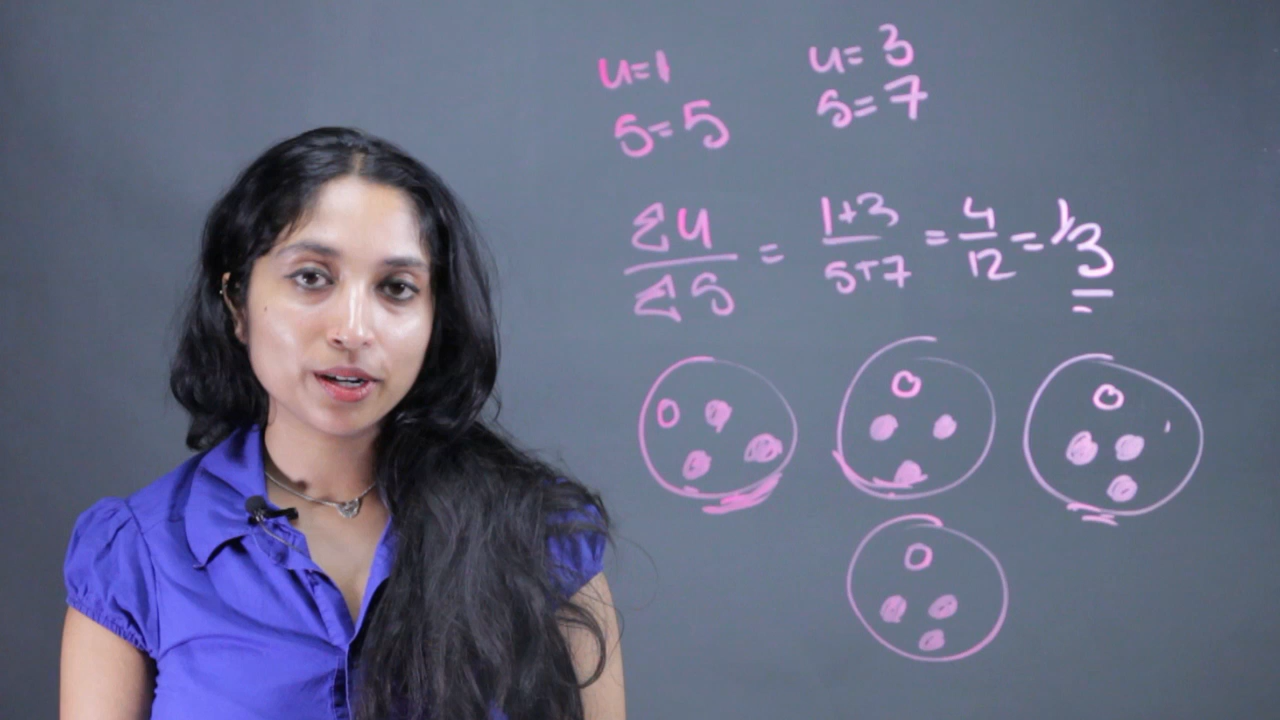 u=1 u=3
s=5 s=7
Σu / Σs = 1+3 / 5+7 = 4 / 12 = 1/3